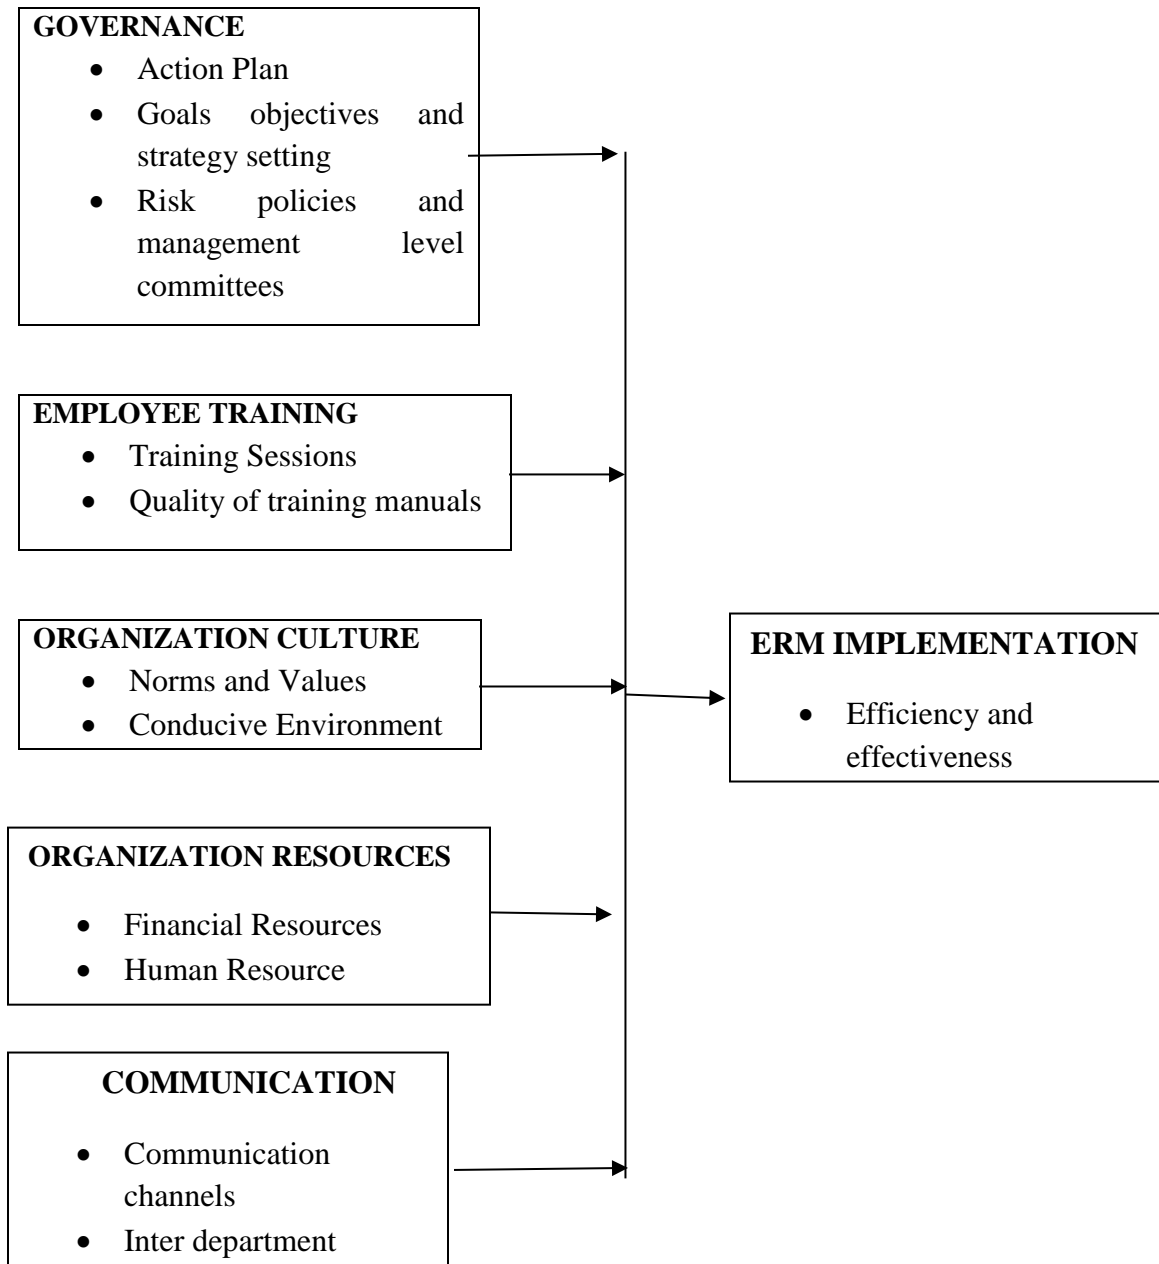 GOVERNANCE
• Action Plan
• Goals objectives and
strategy setting
• Risk policies and
management level
committees
EMPLOYEE TRAINING
• Training Sessions
• Quality of training manuals
ORGANIZATION CULTURE
• Norms and Values
• Conducive Environment
ERM IMPLEMENTATION
• Efficiency and
effectiveness
ORGANIZATION RESOURCES
• Financial Resources
• Human Resource
COMMUNICATION
• Communication
channels
• Inter department